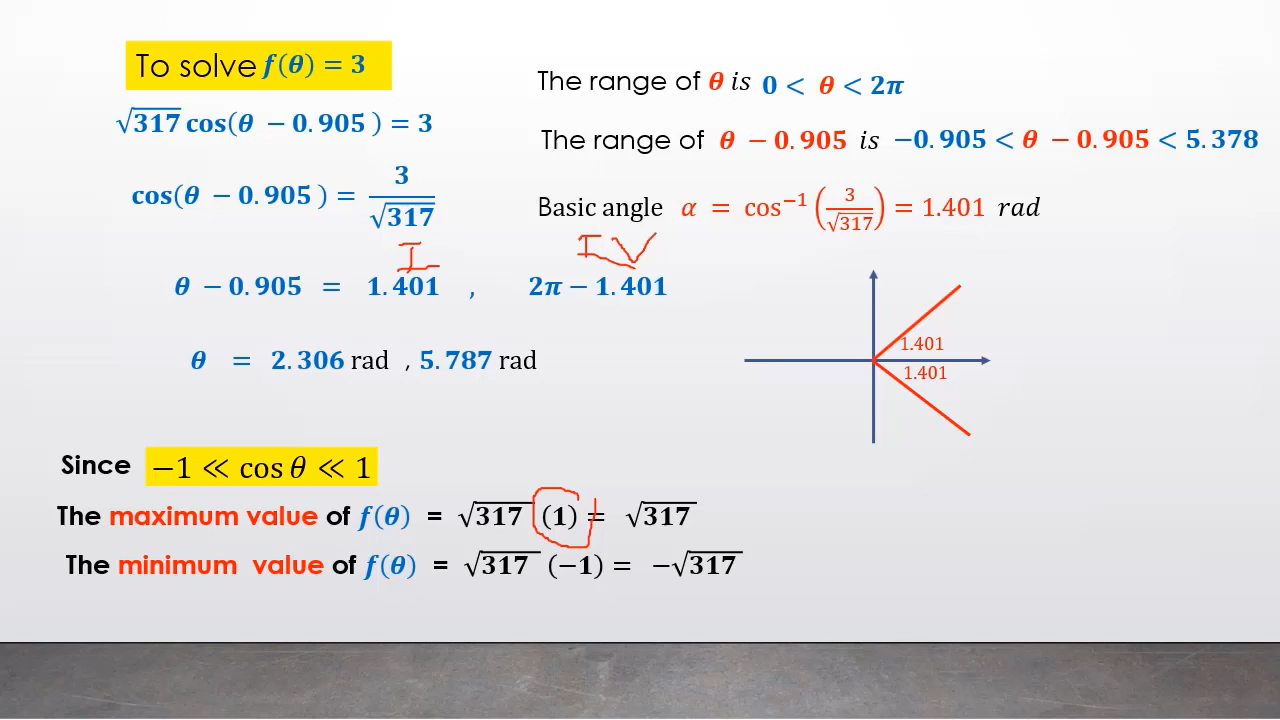 To solve f(θ) = 3
√317 cos(θ − 0.905 ) = 3
cos(θ − 0.905 ) = 3/√317
I
θ − 0.905 = 1.401 , 2π − 1.401
IV
θ = 2.306 rad , 5.787 rad
The range of θ is 0 < θ < 2π
The range of θ − 0.905 is −0.905 < θ − 0.905 < 5.378
Basic angle α = cos⁻¹ (3/√317) = 1.401 rad
1.401
1.401
Since −1 ≪ cos θ ≪ 1
The maximum value of f(θ) = √317 (1) = √317
The minimum value of f(θ) = √317 (−1) = −√317